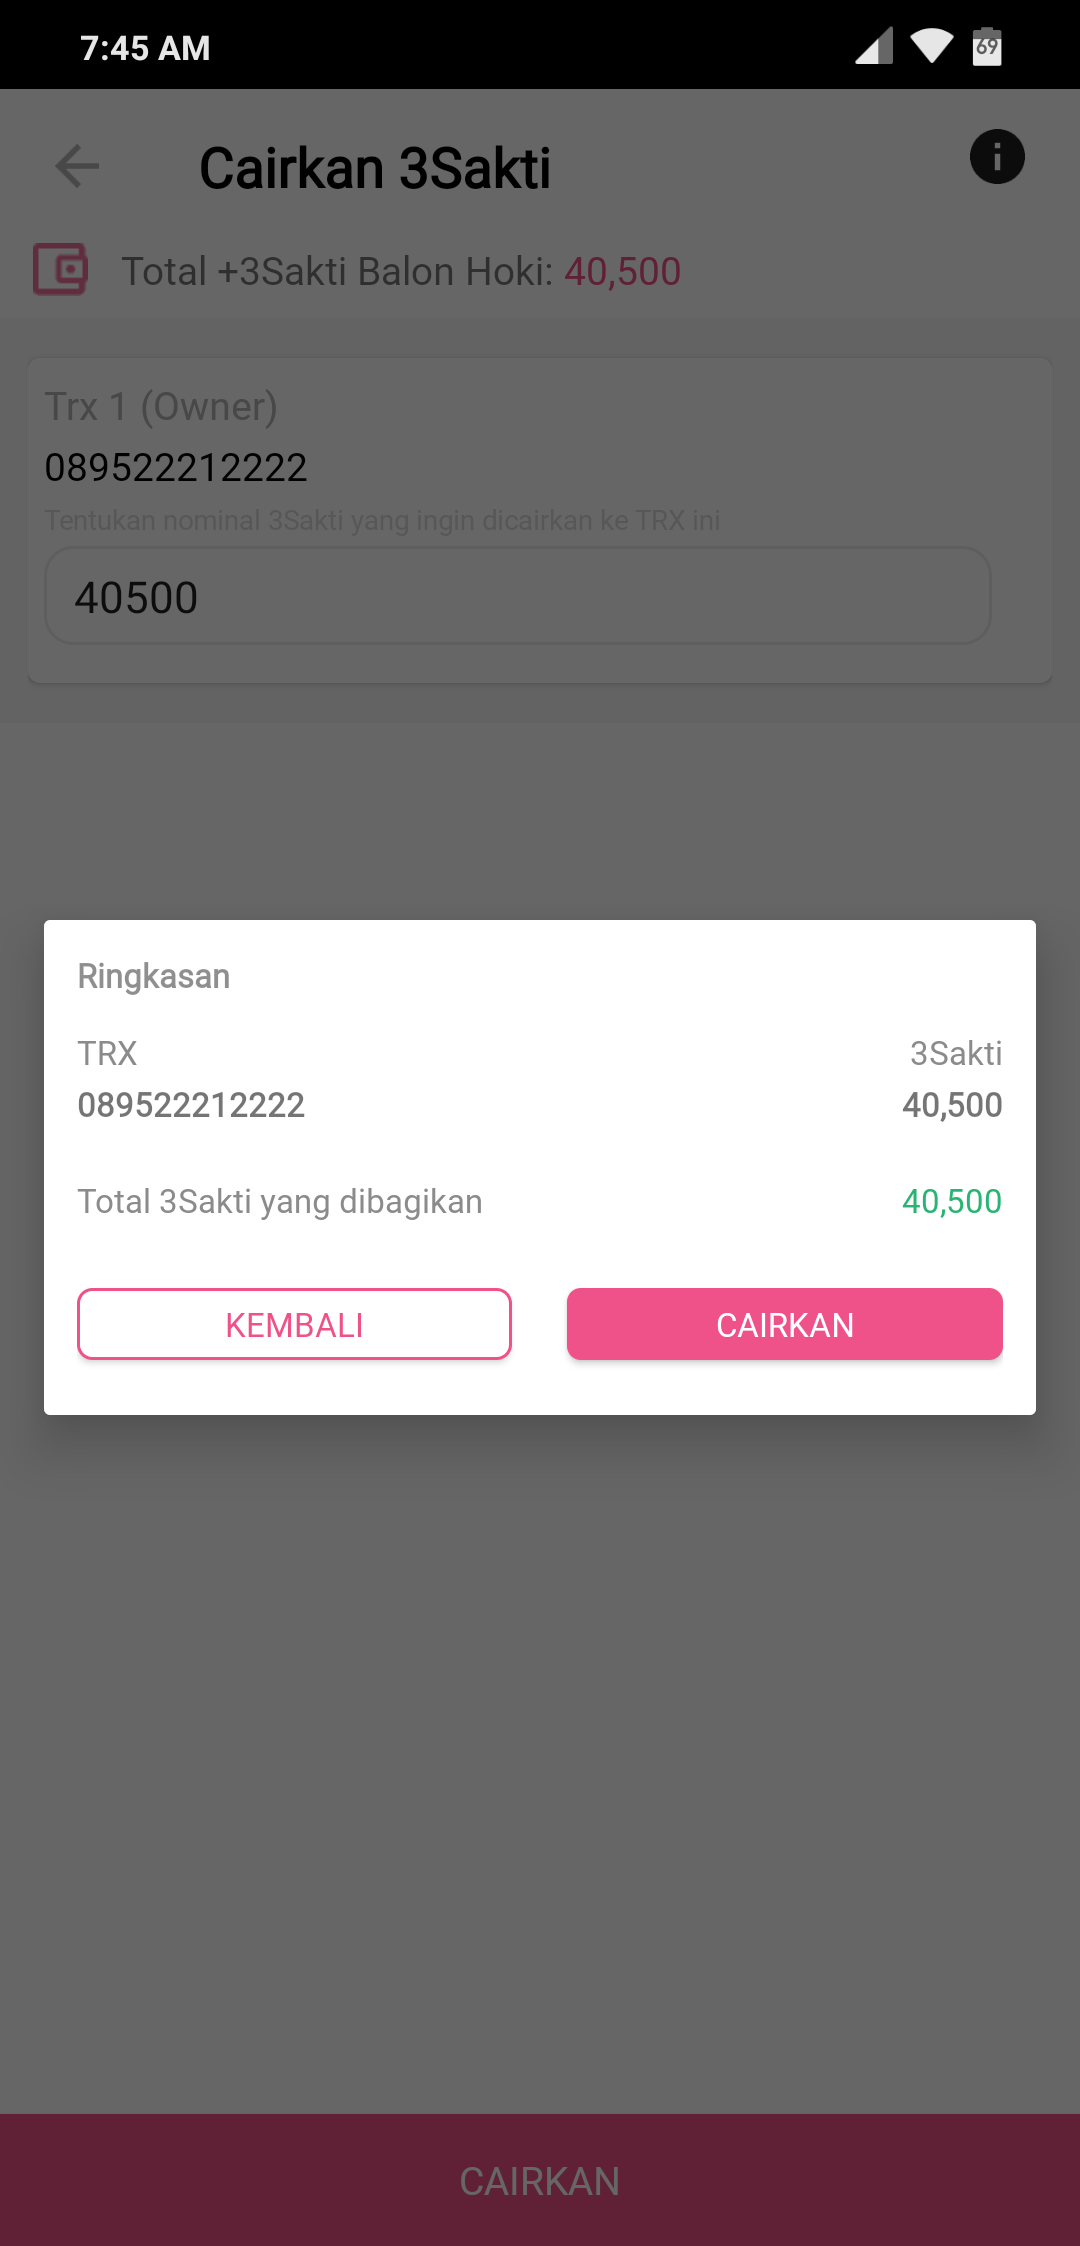 7:45 AM
69
Cairkan 3Sakti
Total +3Sakti Balon Hoki: 40,500
Trx 1 (Owner)
089522212222
Tentukan nominal 3Sakti yang ingin dicairkan ke TRX ini
40500
Ringkasan
TRX 3Sakti
089522212222 40,500
Total 3Sakti yang dibagikan 40,500
KEMBALI CAIRKAN
CAIRKAN